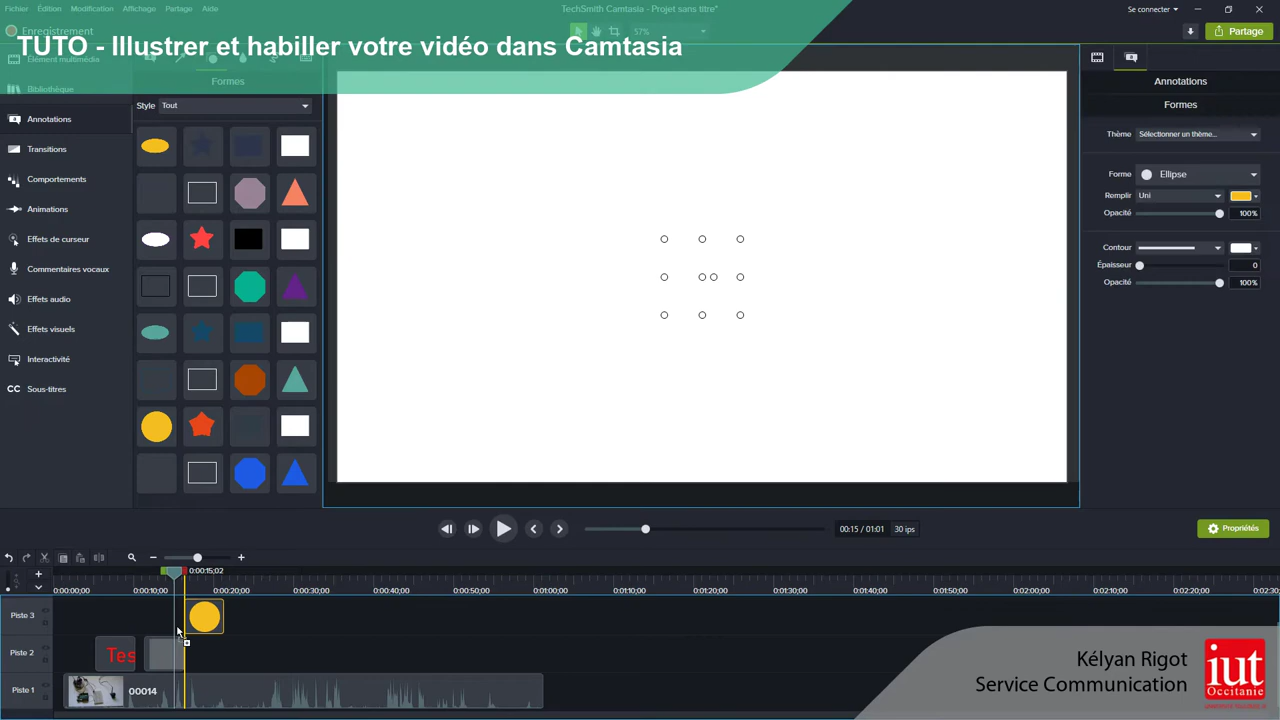 Fichier Édition Modification Affichage Partage Aide
TechSmith Camtasia - Projet sans titre*
Se connecter
Enregistrement
57%
Partage
TUTO - Illustrer et habiller votre vidéo dans Camtasia
Élément multimédia
Bibliothèque
Annotations
Transitions
Comportements
Animations
Effets de curseur
Commentaires vocaux
Effets audio
Effets visuels
Interactivité
CC Sous-titres
Formes
Style Tout
Annotations
Formes
Thème Sélectionner un thème...
Forme Ellipse
Remplir Uni
Opacité 100%
Contour
Épaisseur 0
Opacité 100%
00:15 / 01:01 30 ips
Propriétés
0:00:15;02
0:00:00;00 0:00:10;00 0:00:20;00 0:00:30;00 0:00:40;00 0:00:50;00 0:01:00;00 0:01:10;00 0:01:20;00 0:01:30;00 0:01:40;00 0:01:50;00 0:02:00;00 0:02:10;00 0:02:20;00 0:02:30;0
Piste 3
Piste 2
Tes
Piste 1
00014
Kélyan Rigot
Service Communication
iut
Occitanie